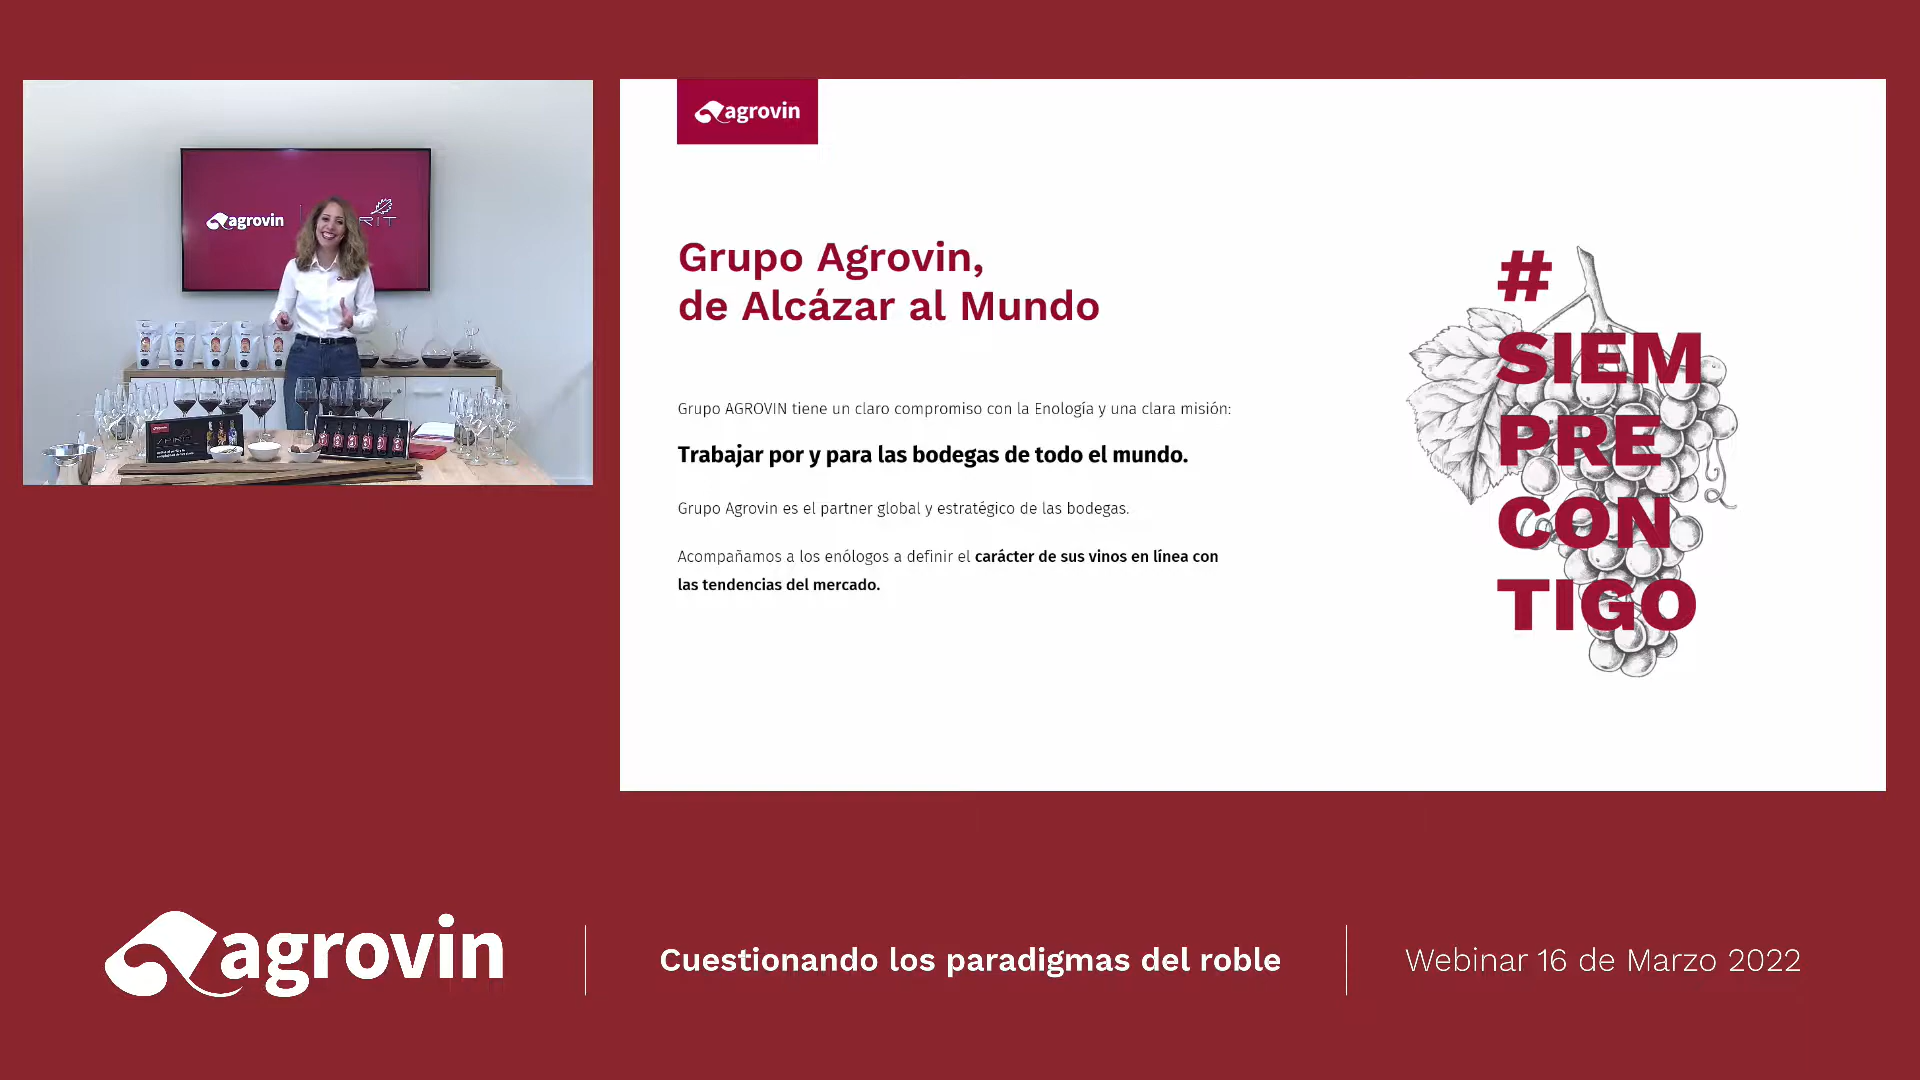 agrovin
RIT
agrovin
Grupo Agrovin,
de Alcázar al Mundo
Grupo AGROVIN tiene un claro compromiso con la Enología y una clara misión:
Trabajar por y para las bodegas de todo el mundo.
Grupo Agrovin es el partner global y estratégico de las bodegas.
Acompañamos a los enólogos a definir el carácter de sus vinos en línea con
las tendencias del mercado.
#
SIEM
PRE
CON
TIGO
agrovin
Cuestionando los paradigmas del roble
Webinar 16 de Marzo 2022